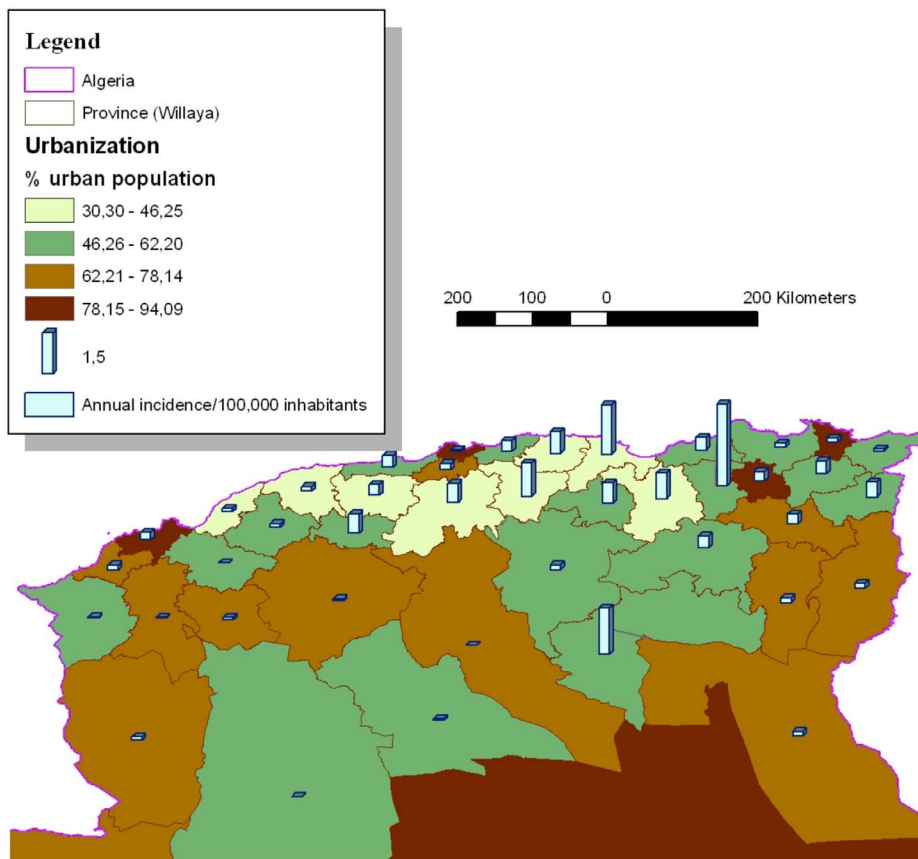 Legend
Algeria
Province (Willaya)
Urbanization
% urban population
30,30 - 46,25
46,26 - 62,20
62,21 - 78,14
78,15 - 94,09
1,5
Annual incidence/100,000 inhabitants
200 100 0 200 Kilometers